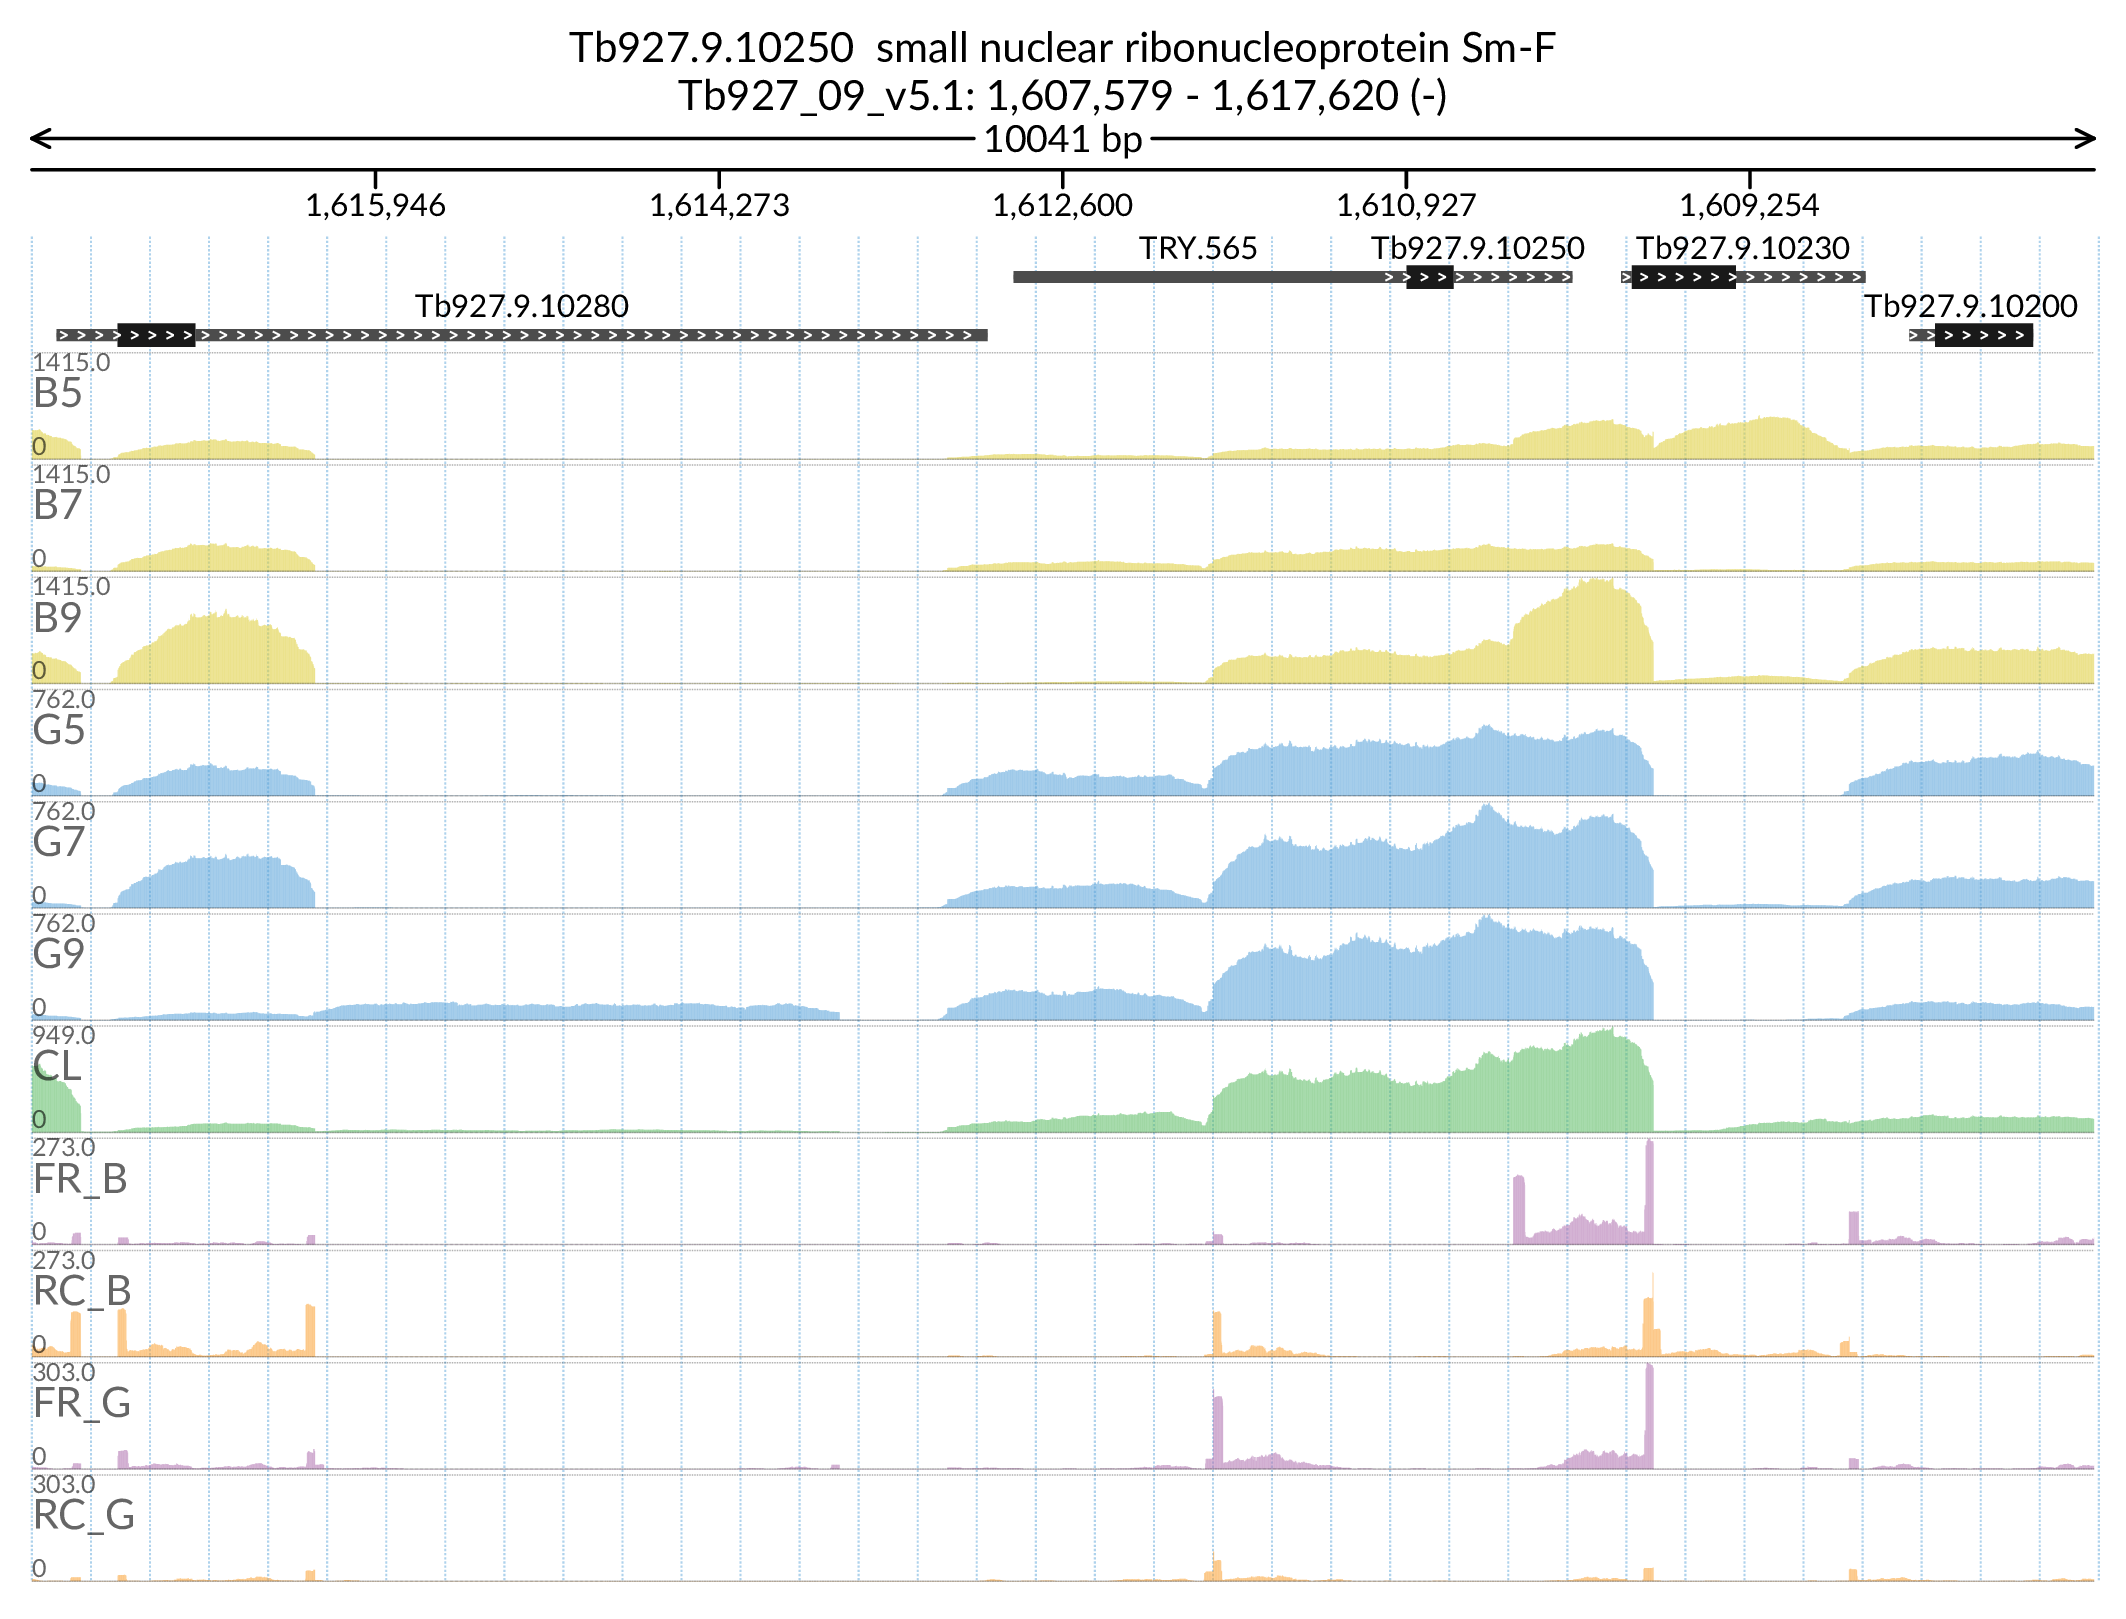 Tb927.9.10250  small nuclear ribonucleoprotein Sm-F
Tb927_09_v5.1: 1,607,579 - 1,617,620 (-)
10041 bp
1,615,946 1,614,273 1,612,600 1,610,927 1,609,254
TRY.565 Tb927.9.10250 Tb927.9.10230
Tb927.9.10280 Tb927.9.10200
1415.0
B5
0
1415.0
B7
0
1415.0
B9
0
762.0
G5
0
762.0
G7
0
762.0
G9
0
949.0
CL
0
273.0
FR_B
0
273.0
RC_B
0
303.0
FR_G
0
303.0
RC_G
0